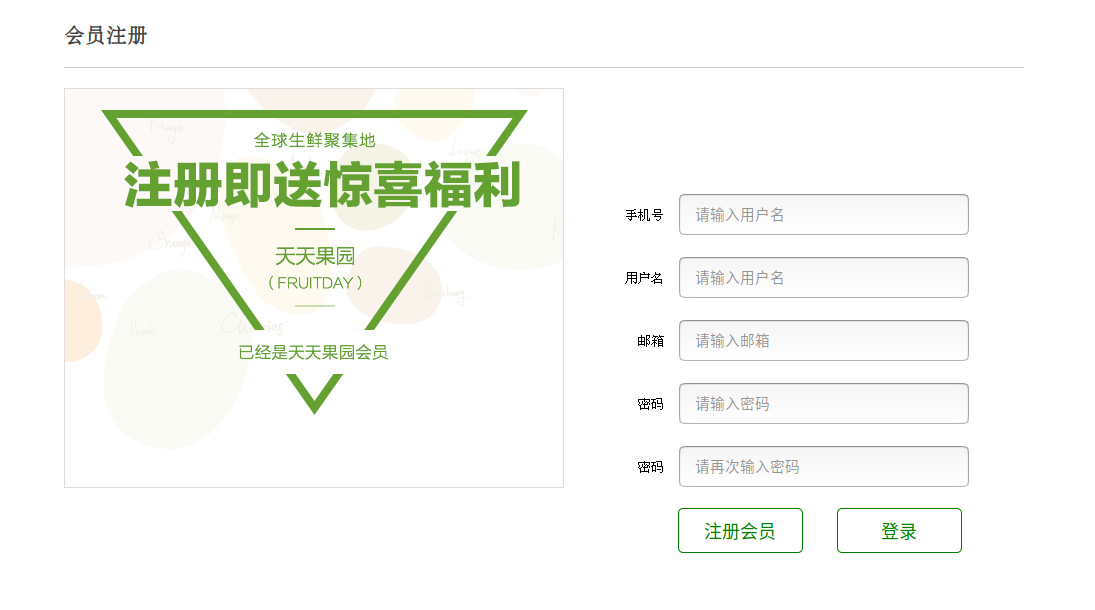 会员注册
全球生鲜聚集地
注册即送惊喜福利
天天果园
（FRUITDAY）
已经是天天果园会员
手机号 请输入用户名
用户名 请输入用户名
邮箱 请输入邮箱
密码 请输入密码
密码 请再次输入密码
注册会员 登录